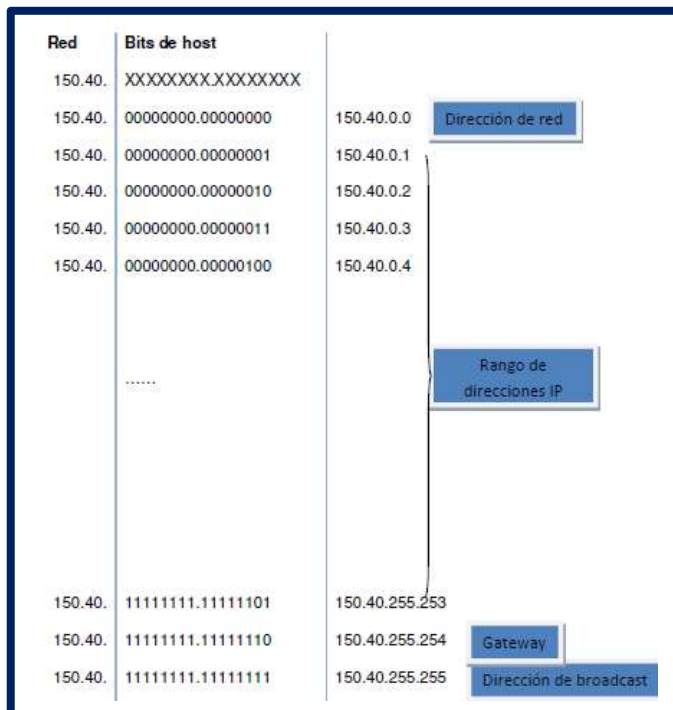 Red Bits de host
150.40. XXXXXXXX.XXXXXXXX
150.40. 00000000.00000000 150.40.0.0 Dirección de red
150.40. 00000000.00000001 150.40.0.1
150.40. 00000000.00000010 150.40.0.2
150.40. 00000000.00000011 150.40.0.3
150.40. 00000000.00000100 150.40.0.4
...... Rango de
direcciones IP
150.40. 11111111.11111101 150.40.255.253
150.40. 11111111.11111110 150.40.255.254 Gateway
150.40. 11111111.11111111 150.40.255.255 Dirección de broadcast